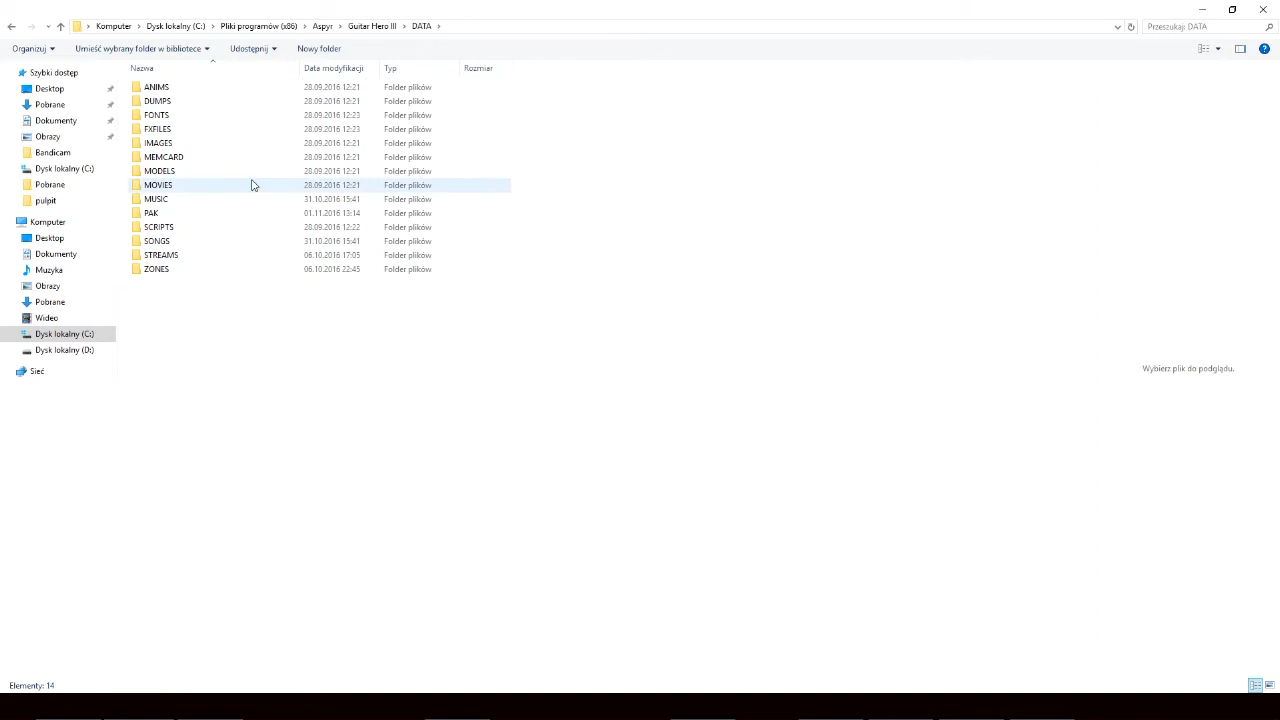 Komputer > Dysk lokalny (C:) > Pliki programów (x86) > Aspyr > Guitar Hero III > DATA >
Przeszukaj: DATA
Organizuj Umieść wybrany folder w bibliotece Udostępnij Nowy folder
Nazwa Data modyfikacji Typ Rozmiar
Szybki dostęp
Desktop
Pobrane
Dokumenty
Obrazy
Bandicam
Dysk lokalny (C:)
Pobrane
pulpit
Komputer
Desktop
Dokumenty
Muzyka
Obrazy
Pobrane
Wideo
Dysk lokalny (C:)
Dysk lokalny (D:)
Sieć
ANIMS 28.09.2016 12:21 Folder plików
DUMPS 28.09.2016 12:21 Folder plików
FONTS 28.09.2016 12:23 Folder plików
FXFILES 28.09.2016 12:23 Folder plików
IMAGES 28.09.2016 12:21 Folder plików
MEMCARD 28.09.2016 12:21 Folder plików
MODELS 28.09.2016 12:21 Folder plików
MOVIES 28.09.2016 12:21 Folder plików
MUSIC 31.10.2016 15:41 Folder plików
PAK 01.11.2016 13:14 Folder plików
SCRIPTS 28.09.2016 12:22 Folder plików
SONGS 31.10.2016 15:41 Folder plików
STREAMS 06.10.2016 17:05 Folder plików
ZONES 06.10.2016 22:45 Folder plików
Wybierz plik do podglądu.
Elementy: 14